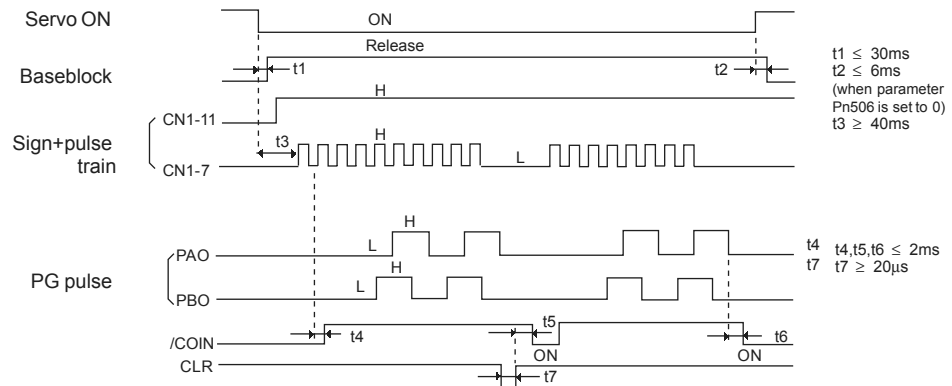 Servo ON
ON
Release
Baseblock
t1
t2
t1 ≤ 30ms
t2 ≤ 6ms
(when parameter
Pn506 is set to 0)
t3 ≥ 40ms
H
CN1-11
Sign+pulse
train
t3
H
CN1-7
L
H
PAO
L
t4 t4,t5,t6 ≤ 2ms
t7 t7 ≥ 20μs
PG pulse
H
L
PBO
/COIN
t4
t5
ON
t6
ON
CLR
t7